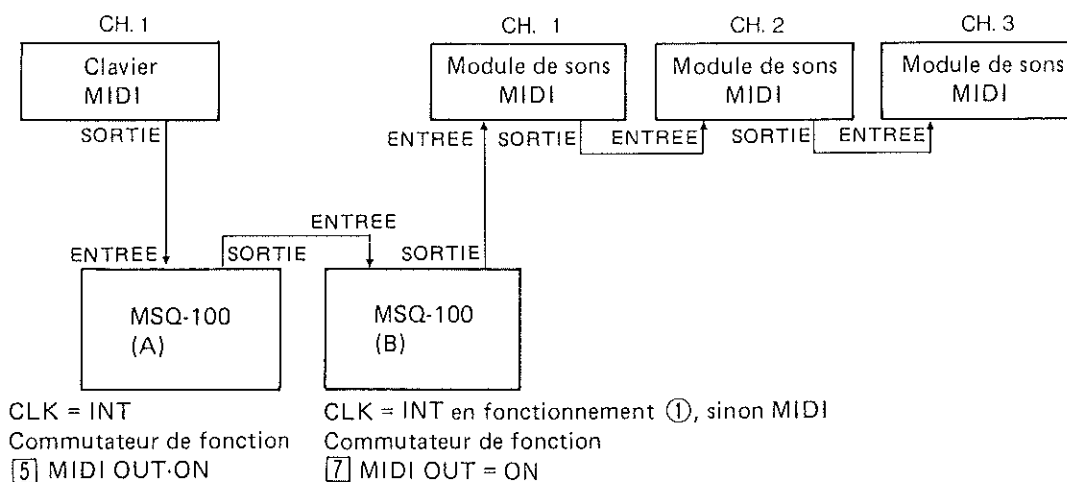 CH. 1
CH. 1
CH. 2
CH. 3
Clavier
MIDI
Module de sons
MIDI
Module de sons
MIDI
Module de sons
MIDI
SORTIE
ENTREE
SORTIE
ENTREE
SORTIE
ENTREE
ENTREE
ENTREE
SORTIE
SORTIE
MSQ-100
(A)
MSQ-100
(B)
CLK = INT
Commutateur de fonction
5 MIDI OUT·ON
CLK = INT en fonctionnement ①, sinon MIDI
Commutateur de fonction
7 MIDI OUT = ON